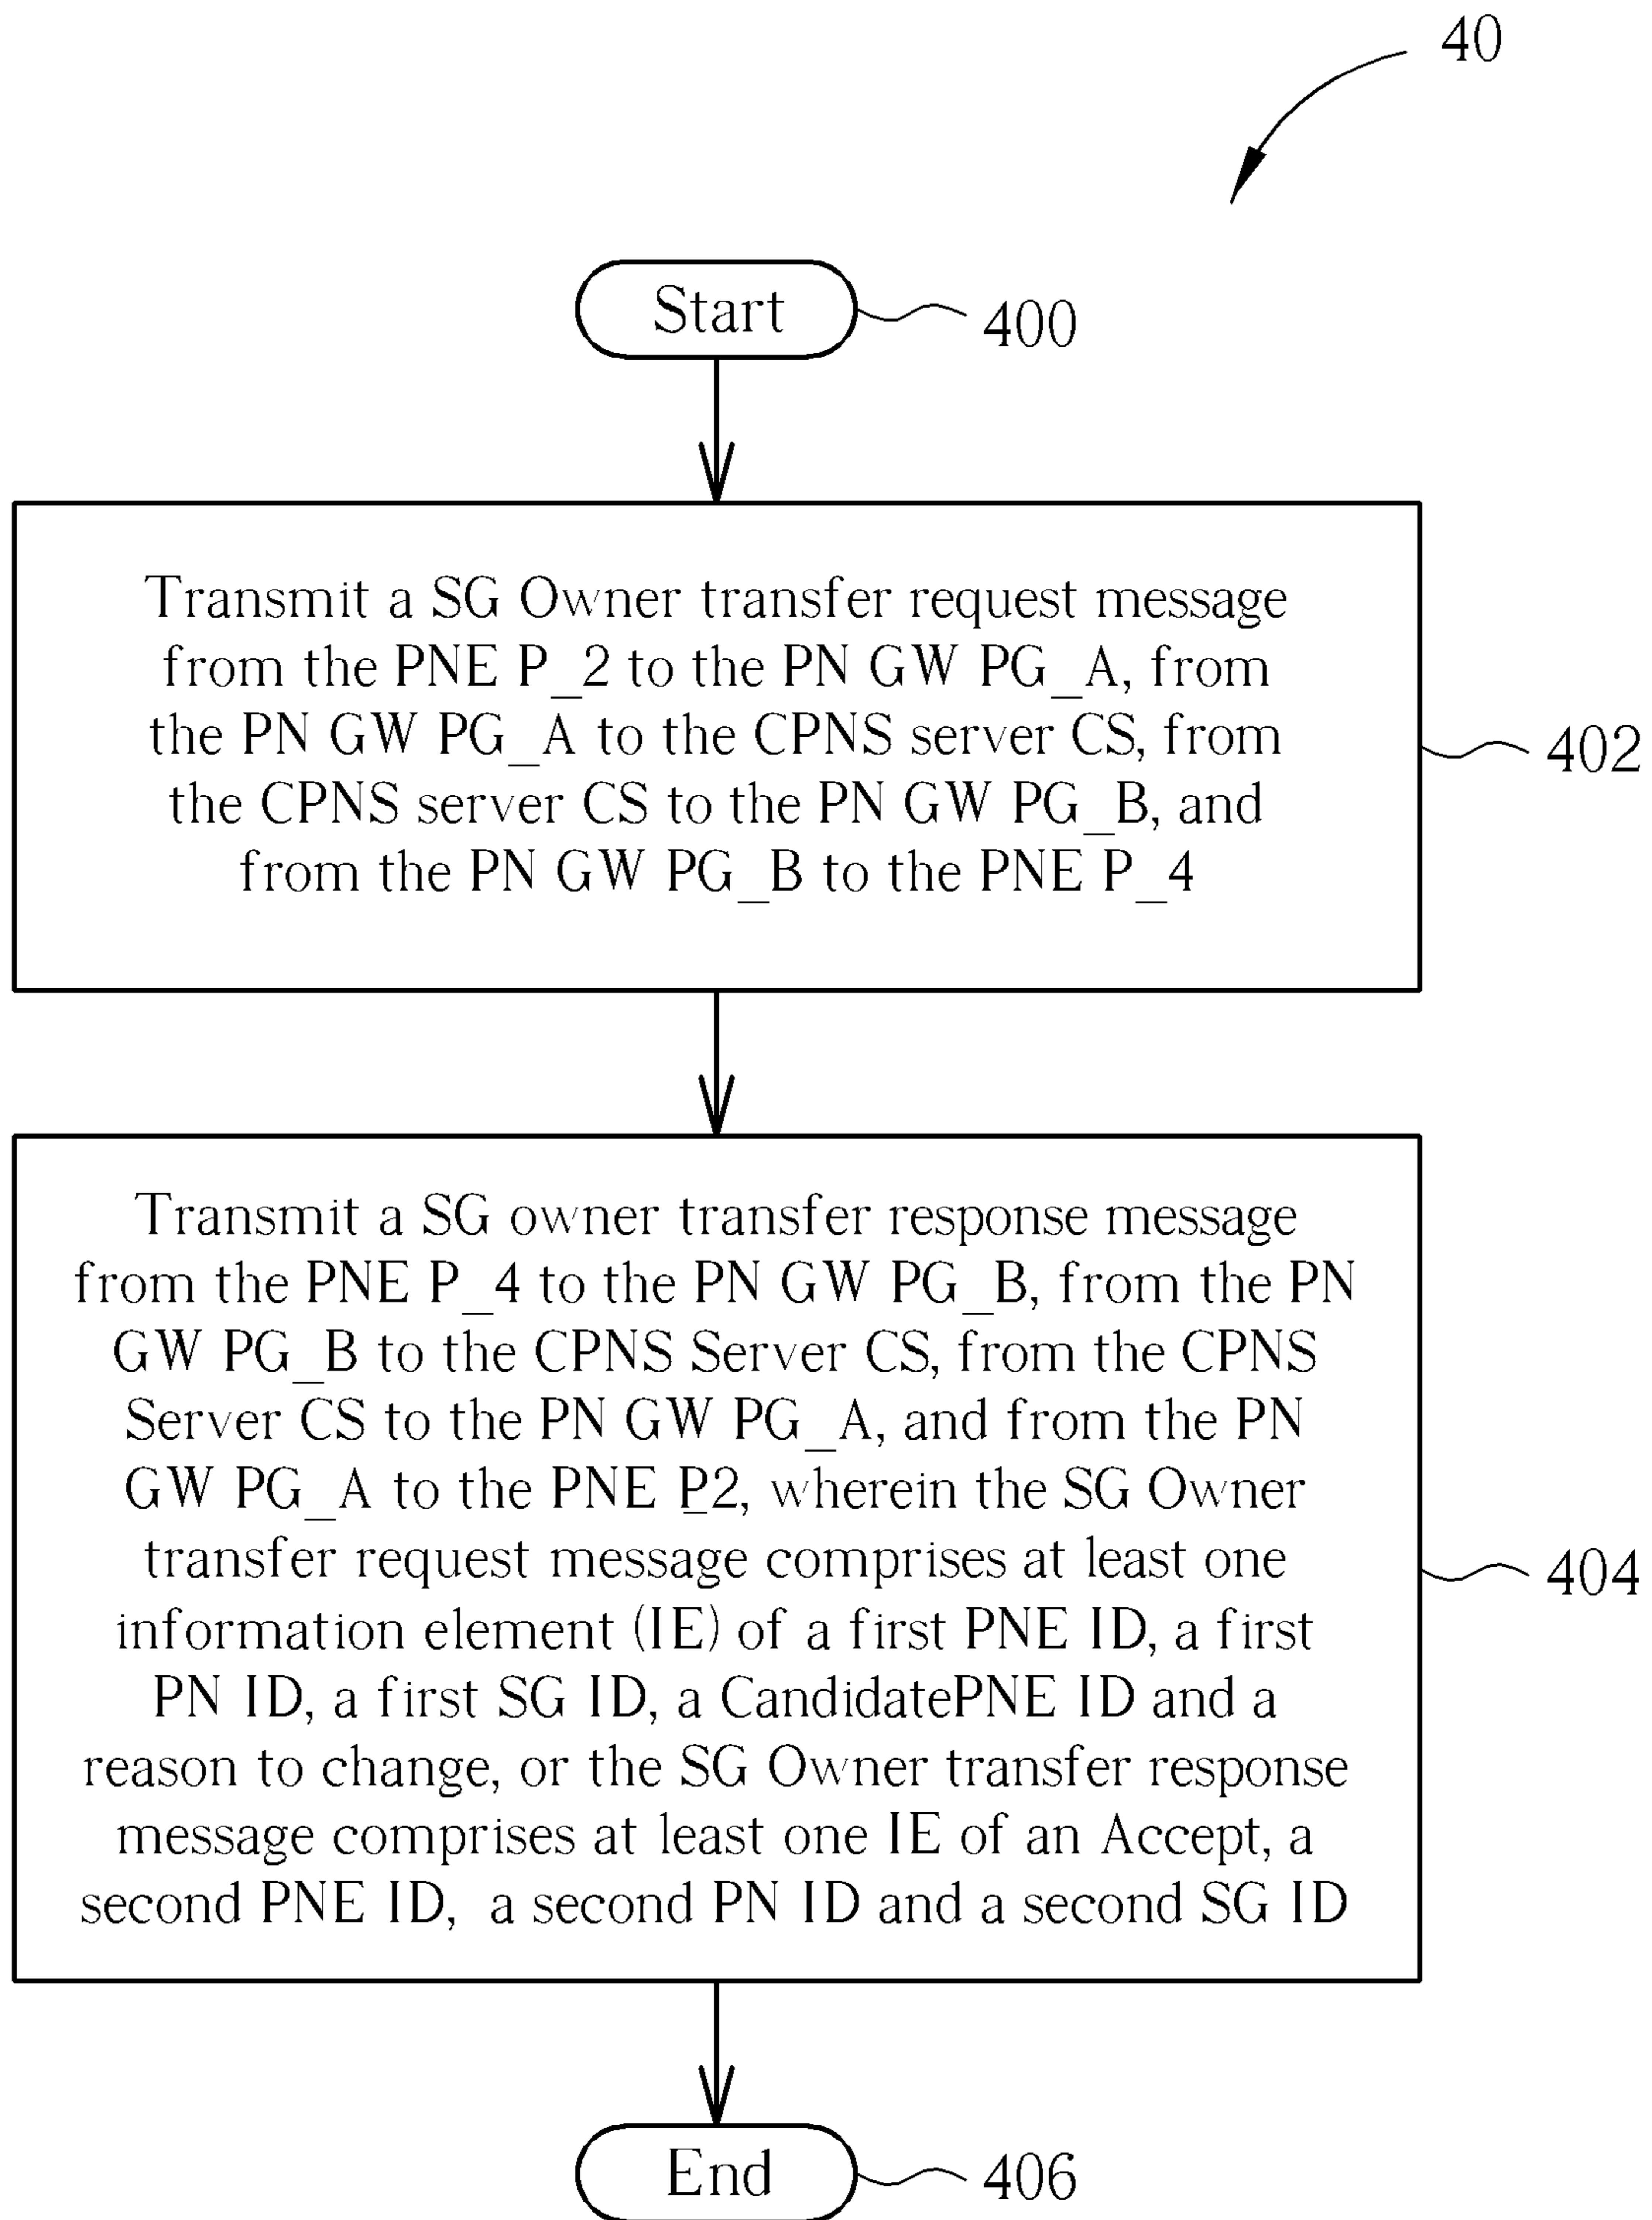 40
Start
400
Transmit a SG Owner transfer request message
from the PNE P_2 to the PN GW PG_A, from
the PN GW PG_A to the CPNS server CS, from
the CPNS server CS to the PN GW PG_B, and
from the PN GW PG_B to the PNE P_4
402
Transmit a SG owner transfer response message
from the PNE P_4 to the PN GW PG_B, from the PN
GW PG_B to the CPNS Server CS, from the CPNS
Server CS to the PN GW PG_A, and from the PN
GW PG_A to the PNE P2, wherein the SG Owner
transfer request message comprises at least one
information element (IE) of a first PNE ID, a first
PN ID, a first SG ID, a CandidatePNE ID and a
reason to change, or the SG Owner transfer response
message comprises at least one IE of an Accept, a
second PNE ID, a second PN ID and a second SG ID
404
End
406